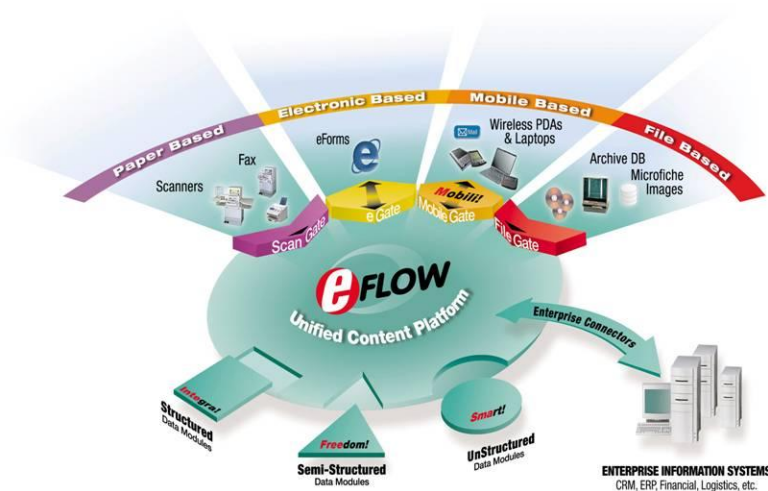 Paper Based
Electronic Based
Mobile Based
File Based
Scanners
Fax
eForms
Mail
Wireless PDAs
& Laptops
Archive DB
Microfiche
Images
Scan Gate
e Gate
Mobili!
Mobile Gate
File Gate
eFLOW
Unified Content Platform
Enterprise Connectors
Integra!
Structured
Data Modules
Freedom!
Semi-Structured
Data Modules
Smart!
UnStructured
Data Modules
ENTERPRISE INFORMATION SYSTEMS
CRM, ERP, Financial, Logistics, etc.